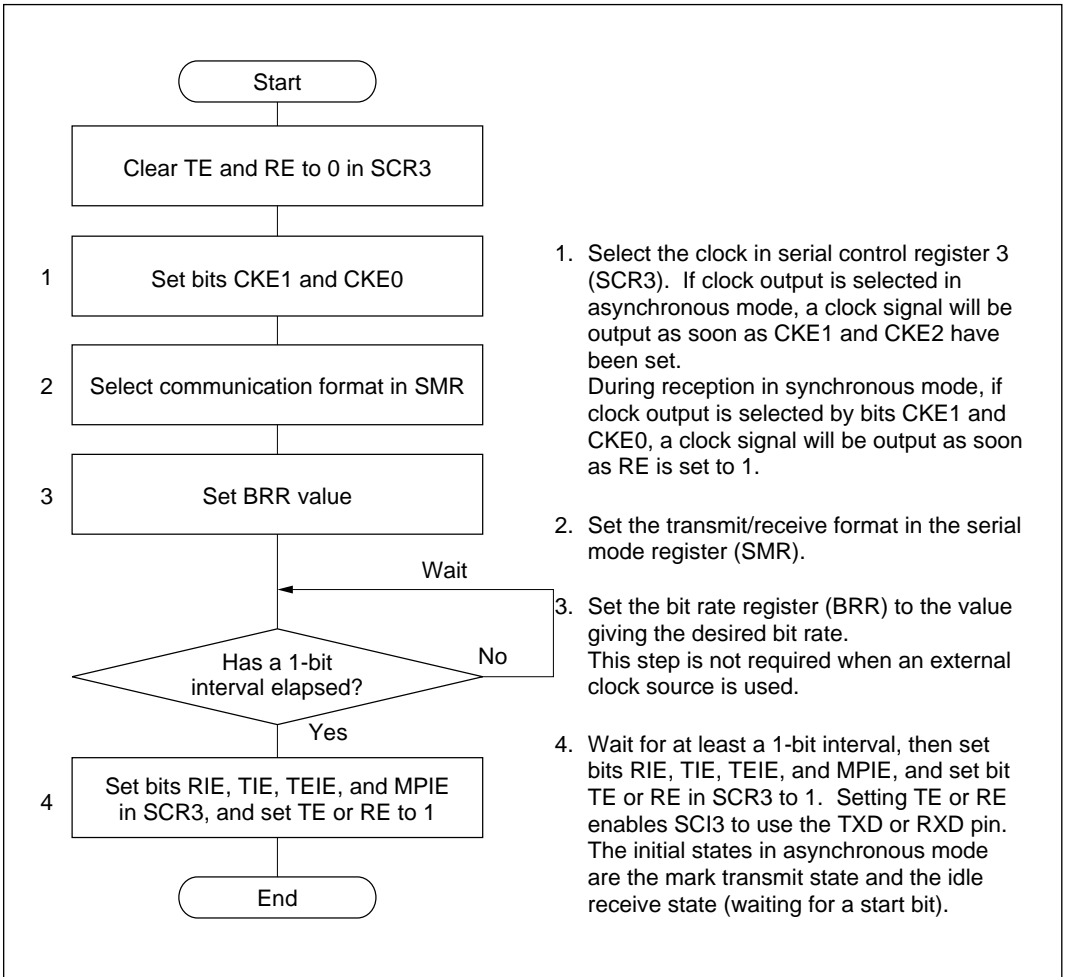 Start
Clear TE and RE to 0 in SCR3
1
Set bits CKE1 and CKE0
2
Select communication format in SMR
3
Set BRR value
Wait
Has a 1-bit
interval elapsed?
No
Yes
4
Set bits RIE, TIE, TEIE, and MPIE
in SCR3, and set TE or RE to 1
End
1. Select the clock in serial control register 3
(SCR3). If clock output is selected in
asynchronous mode, a clock signal will be
output as soon as CKE1 and CKE2 have
been set.
During reception in synchronous mode, if
clock output is selected by bits CKE1 and
CKE0, a clock signal will be output as soon
as RE is set to 1.
2. Set the transmit/receive format in the serial
mode register (SMR).
3. Set the bit rate register (BRR) to the value
giving the desired bit rate.
This step is not required when an external
clock source is used.
4. Wait for at least a 1-bit interval, then set
bits RIE, TIE, TEIE, and MPIE, and set bit
TE or RE in SCR3 to 1. Setting TE or RE
enables SCI3 to use the TXD or RXD pin.
The initial states in asynchronous mode
are the mark transmit state and the idle
receive state (waiting for a start bit).